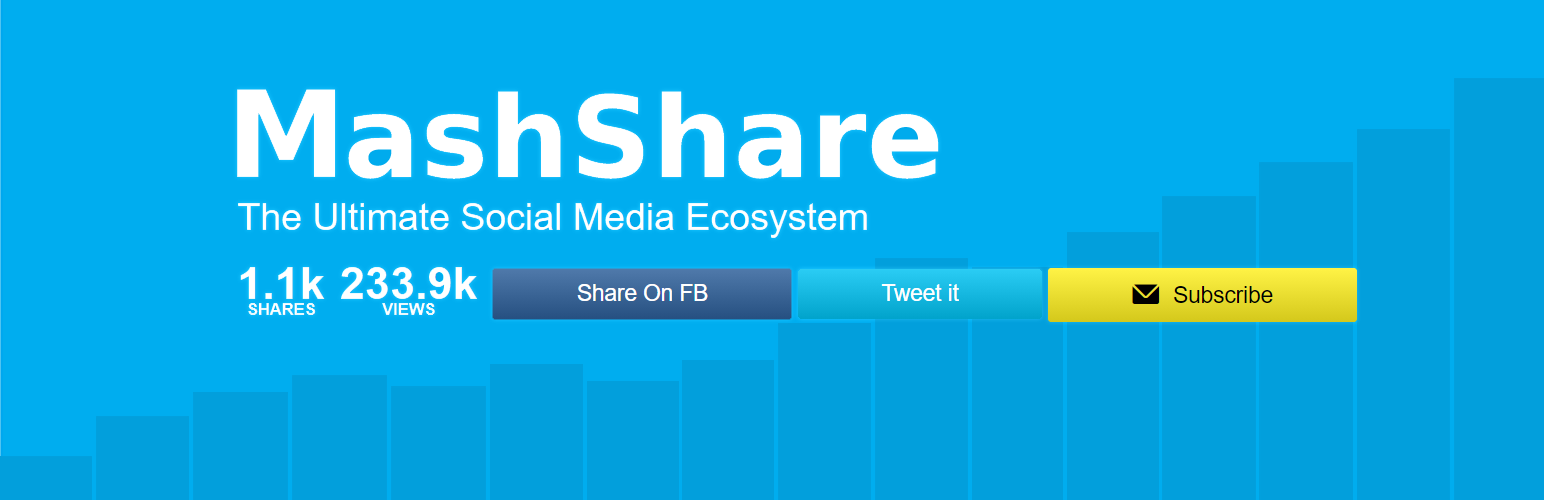 MashShare
The Ultimate Social Media Ecosystem
1.1k 233.9k Share On FB Tweet it Subscribe
SHARES VIEWS